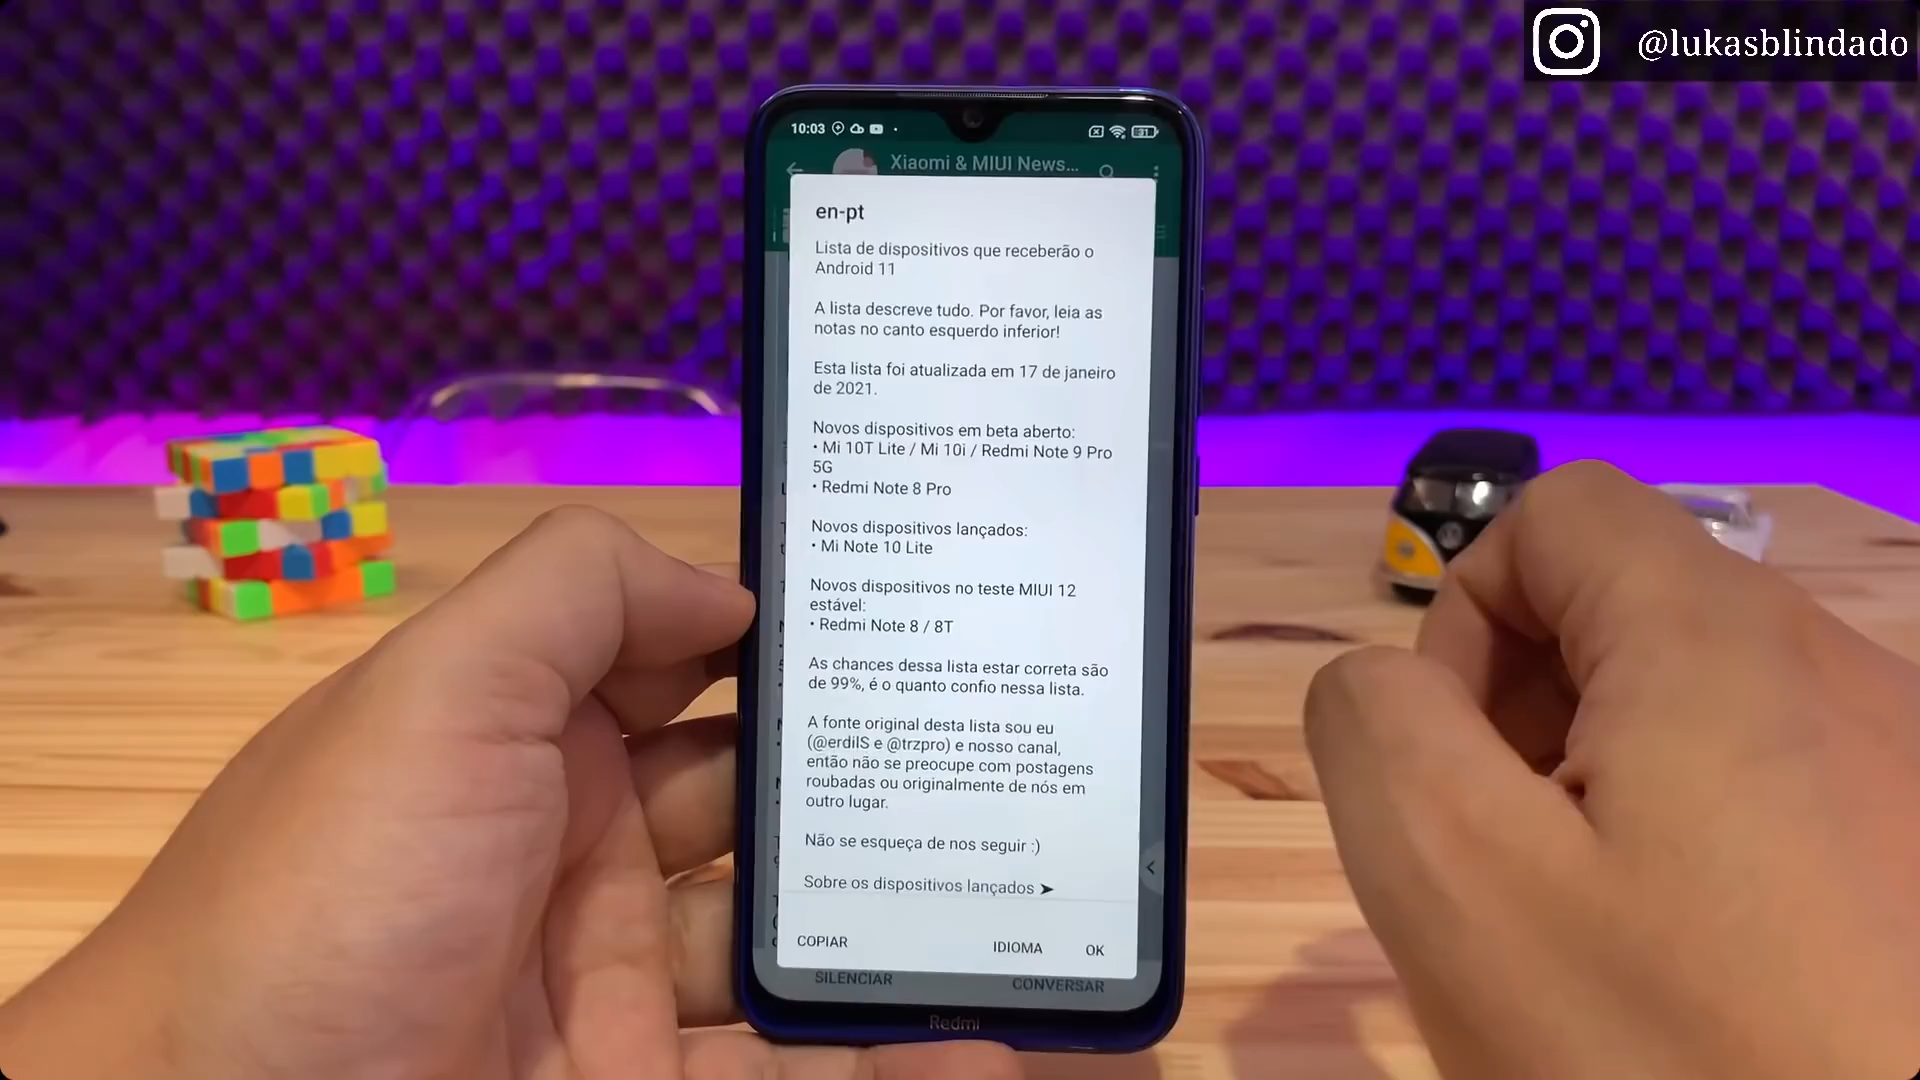 @lukasblindado
10:03
31
Xiaomi & MIUI News...
en-pt
Lista de dispositivos que receberão o
Android 11
A lista descreve tudo. Por favor, leia as
notas no canto esquerdo inferior!
Esta lista foi atualizada em 17 de janeiro
de 2021.
Novos dispositivos em beta aberto:
• Mi 10T Lite / Mi 10i / Redmi Note 9 Pro
5G
• Redmi Note 8 Pro
Novos dispositivos lançados:
• Mi Note 10 Lite
Novos dispositivos no teste MIUI 12
estável:
• Redmi Note 8 / 8T
As chances dessa lista estar correta são
de 99%, é o quanto confio nessa lista.
A fonte original desta lista sou eu
(@erdilS e @trzpro) e nosso canal,
então não se preocupe com postagens
roubadas ou originalmente de nós em
outro lugar.
Não se esqueça de nos seguir :)
Sobre os dispositivos lançados ➤
COPIAR IDIOMA OK
SILENCIAR CONVERSAR
Redmi